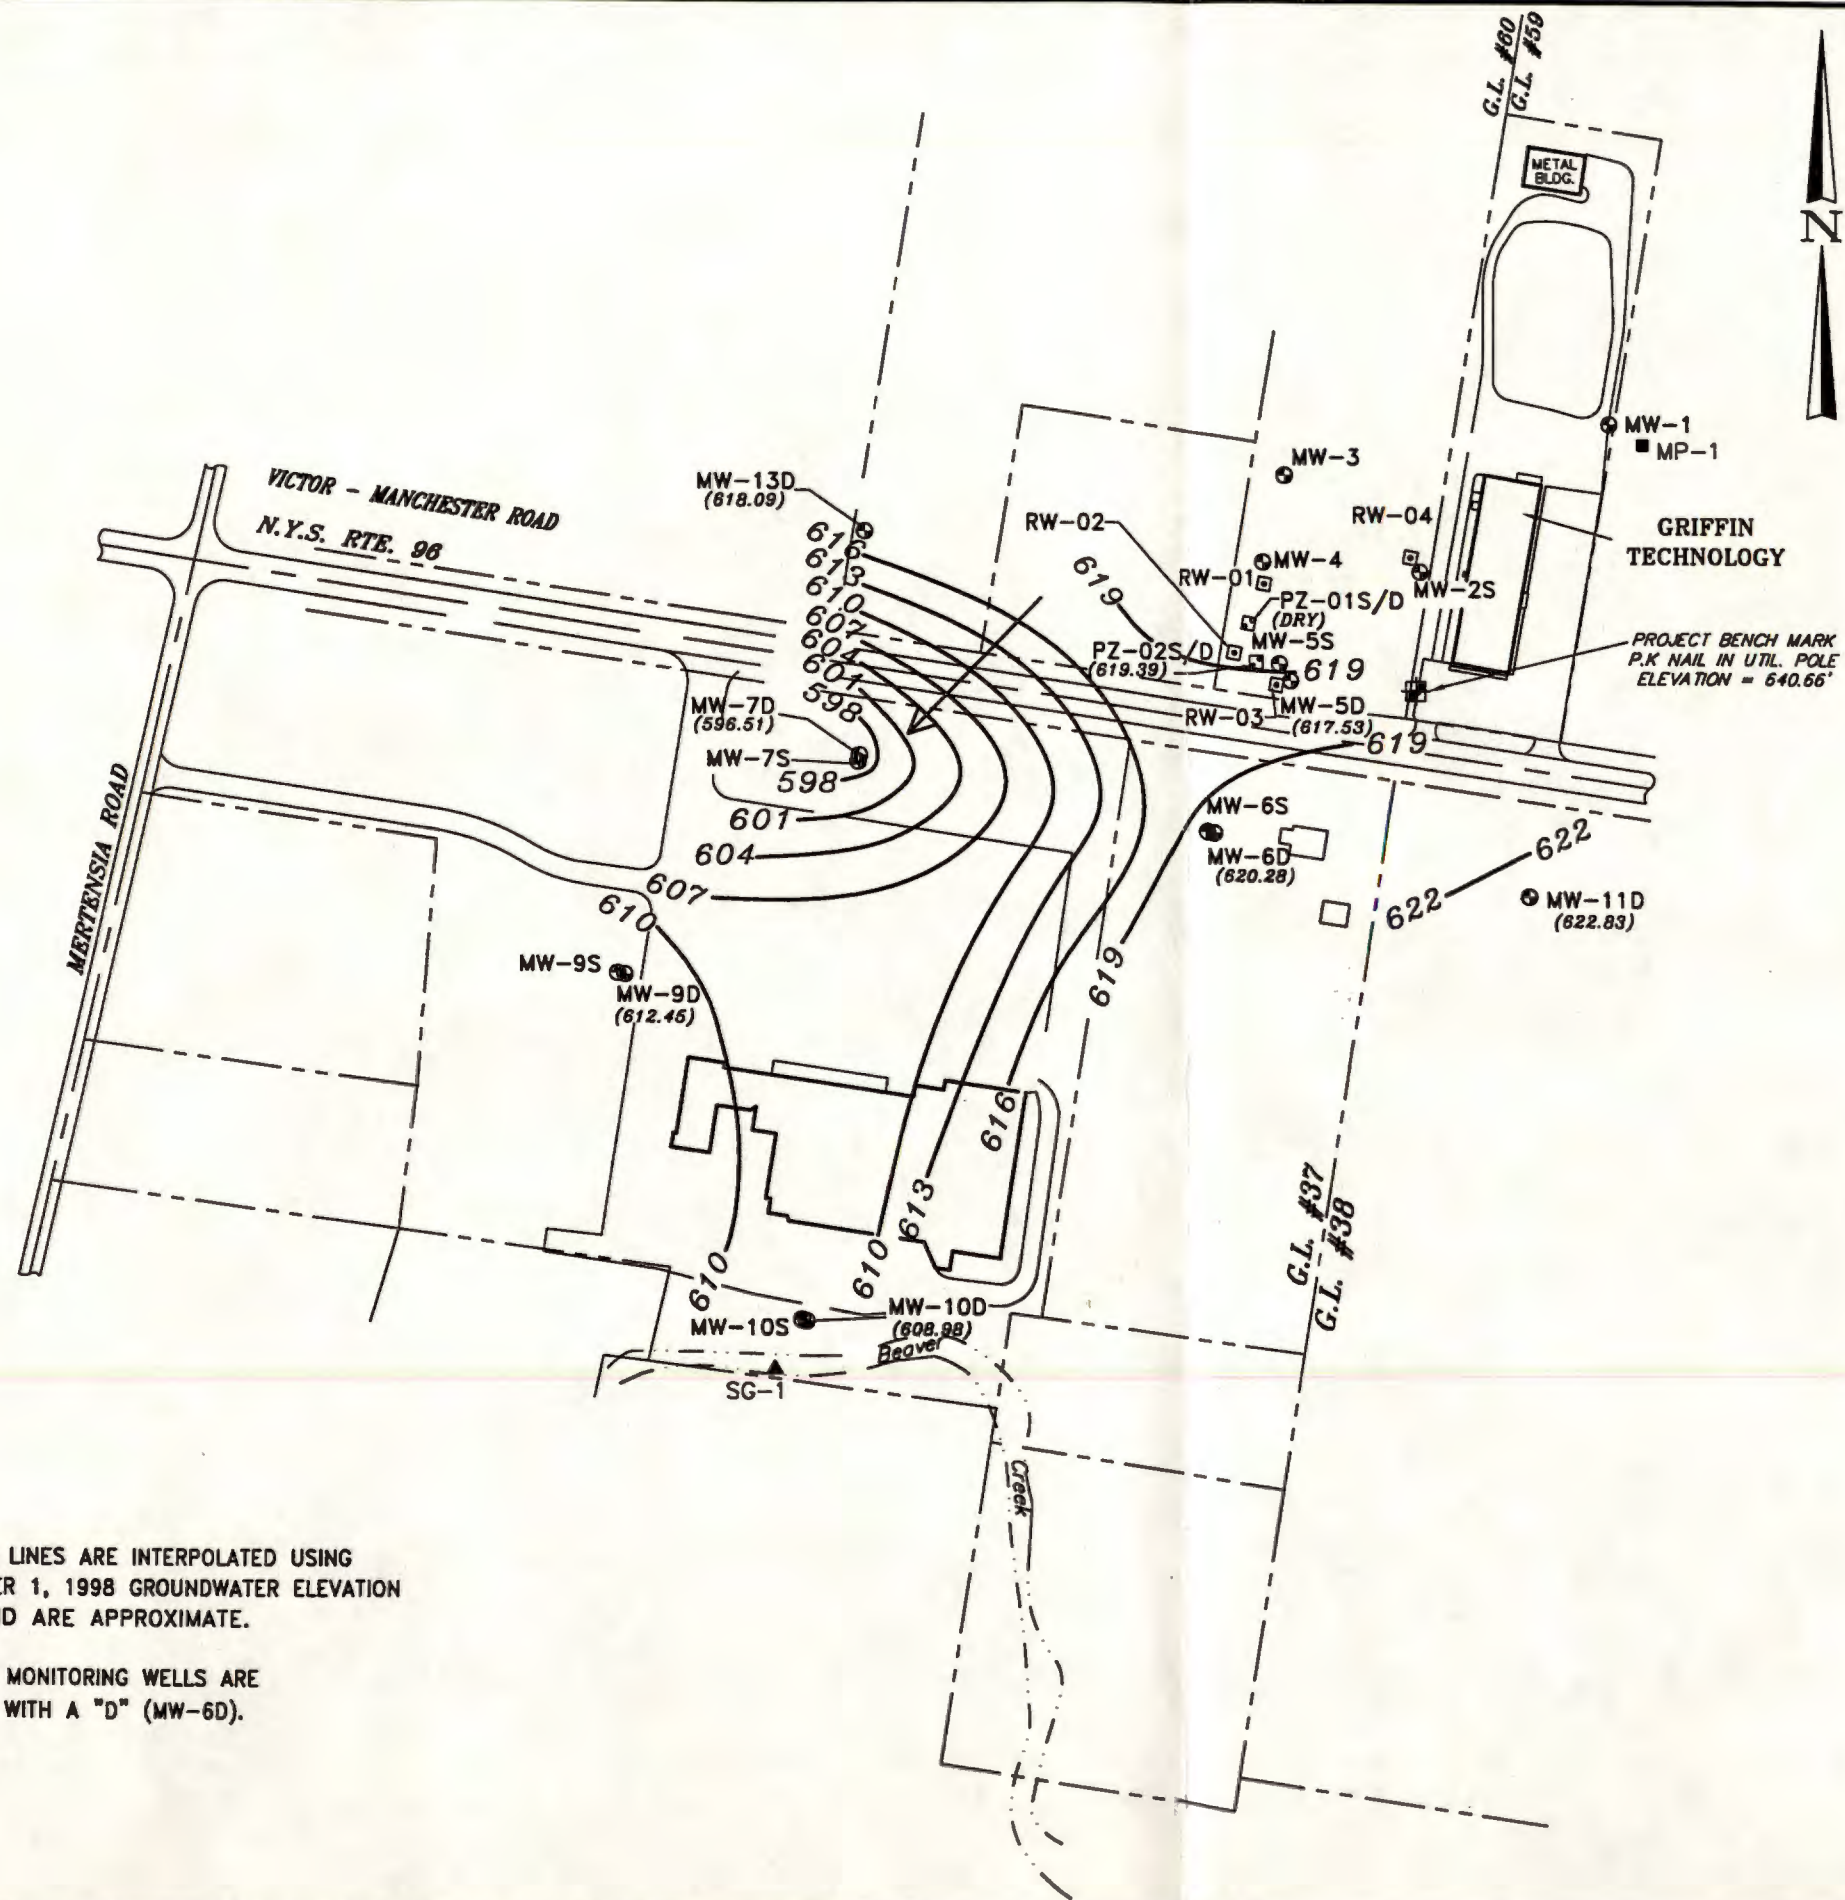 G.L. #60
G.L. #59
METAL
BLDG.
N
MW-1
MP-1
MW-3
VICTOR - MANCHESTER ROAD
N.Y.S. RTE. 96
MW-13D
(618.09)
RW-02
RW-04
GRIFFIN
TECHNOLOGY
616
613
610
607
604
601
598
619
MW-4
RW-01
MW-2S
PZ-01S/D
(DRY)
MW-5S
PZ-02S/D
(619.39)
619
PROJECT BENCH MARK
P.K NAIL IN UTIL. POLE
ELEVATION = 640.66'
MW-7D
(596.51)
MW-5D
(617.53)
RW-03
619
MW-7S
598
601
604
607
610
MW-6S
MW-6D
(620.28)
622
622
MW-11D
(622.83)
MERTENSIA ROAD
MW-9S
MW-9D
(612.45)
619
616
613
610
610
G.L. #37
G.L. #38
MW-10D
(608.98)
MW-10S
Beaver
SG-1
Creek
LINES ARE INTERPOLATED USING
ER 1, 1998 GROUNDWATER ELEVATION
ND ARE APPROXIMATE.
MONITORING WELLS ARE
WITH A "D" (MW-6D).